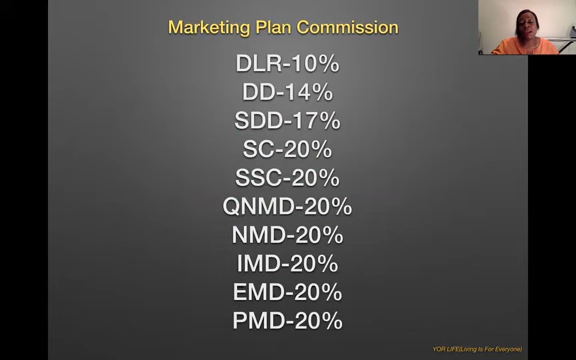 Marketing Plan Commission
DLR-10%
DD-14%
SDD-17%
SC-20%
SSC-20%
QNMD-20%
NMD-20%
IMD-20%
EMD-20%
PMD-20%
YOR LIFE(Living Is For Everyone)